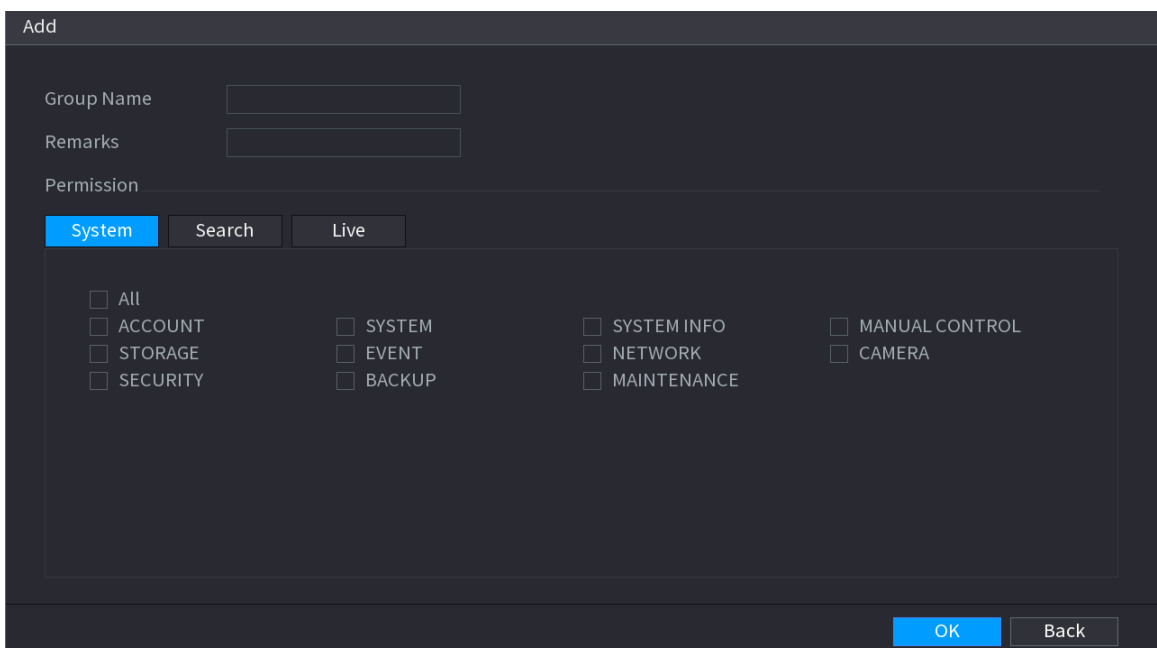 Add
Group Name
Remarks
Permission
System Search Live
All
ACCOUNT SYSTEM SYSTEM INFO MANUAL CONTROL
STORAGE EVENT NETWORK CAMERA
SECURITY BACKUP MAINTENANCE
OK Back